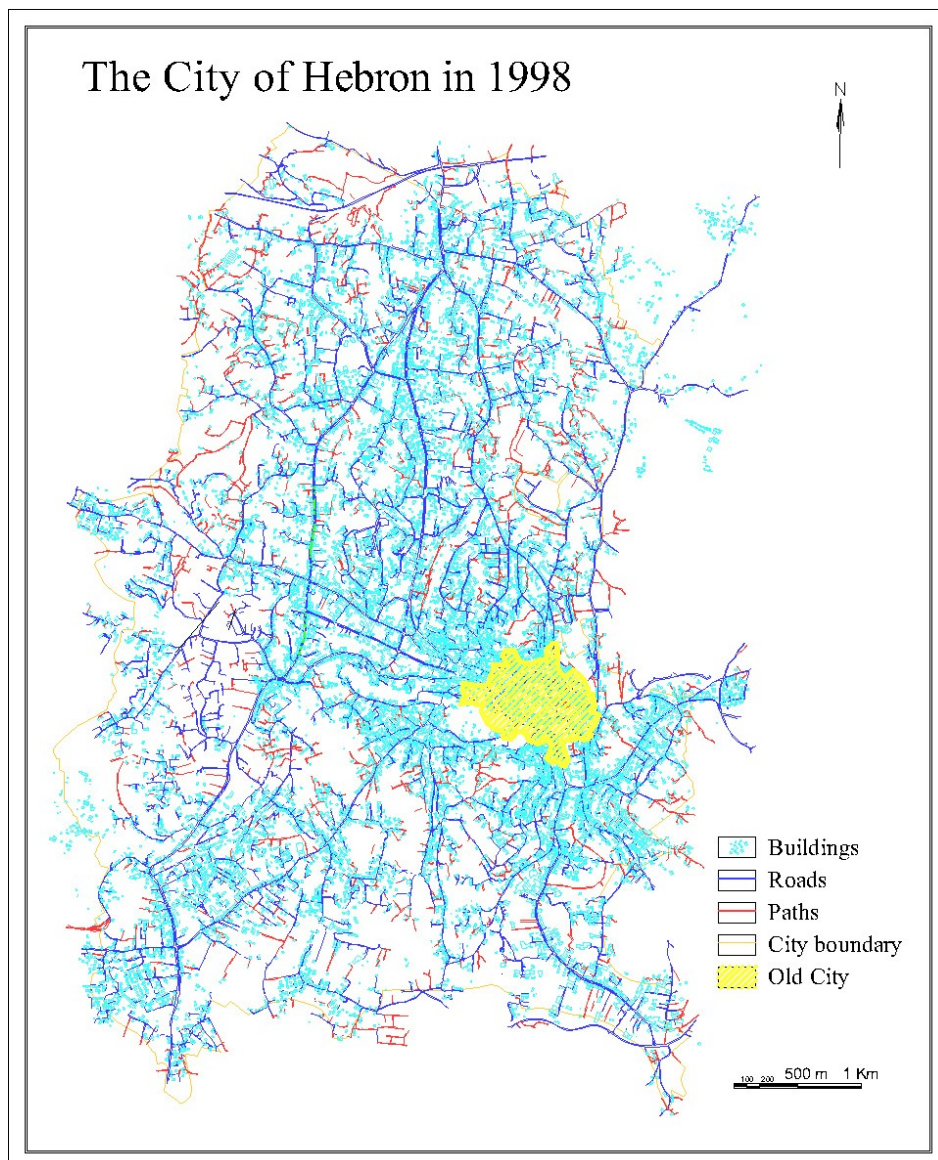 The City of Hebron in 1998
N
Buildings
Roads
Paths
City boundary
Old City
100 200 500 m 1 Km